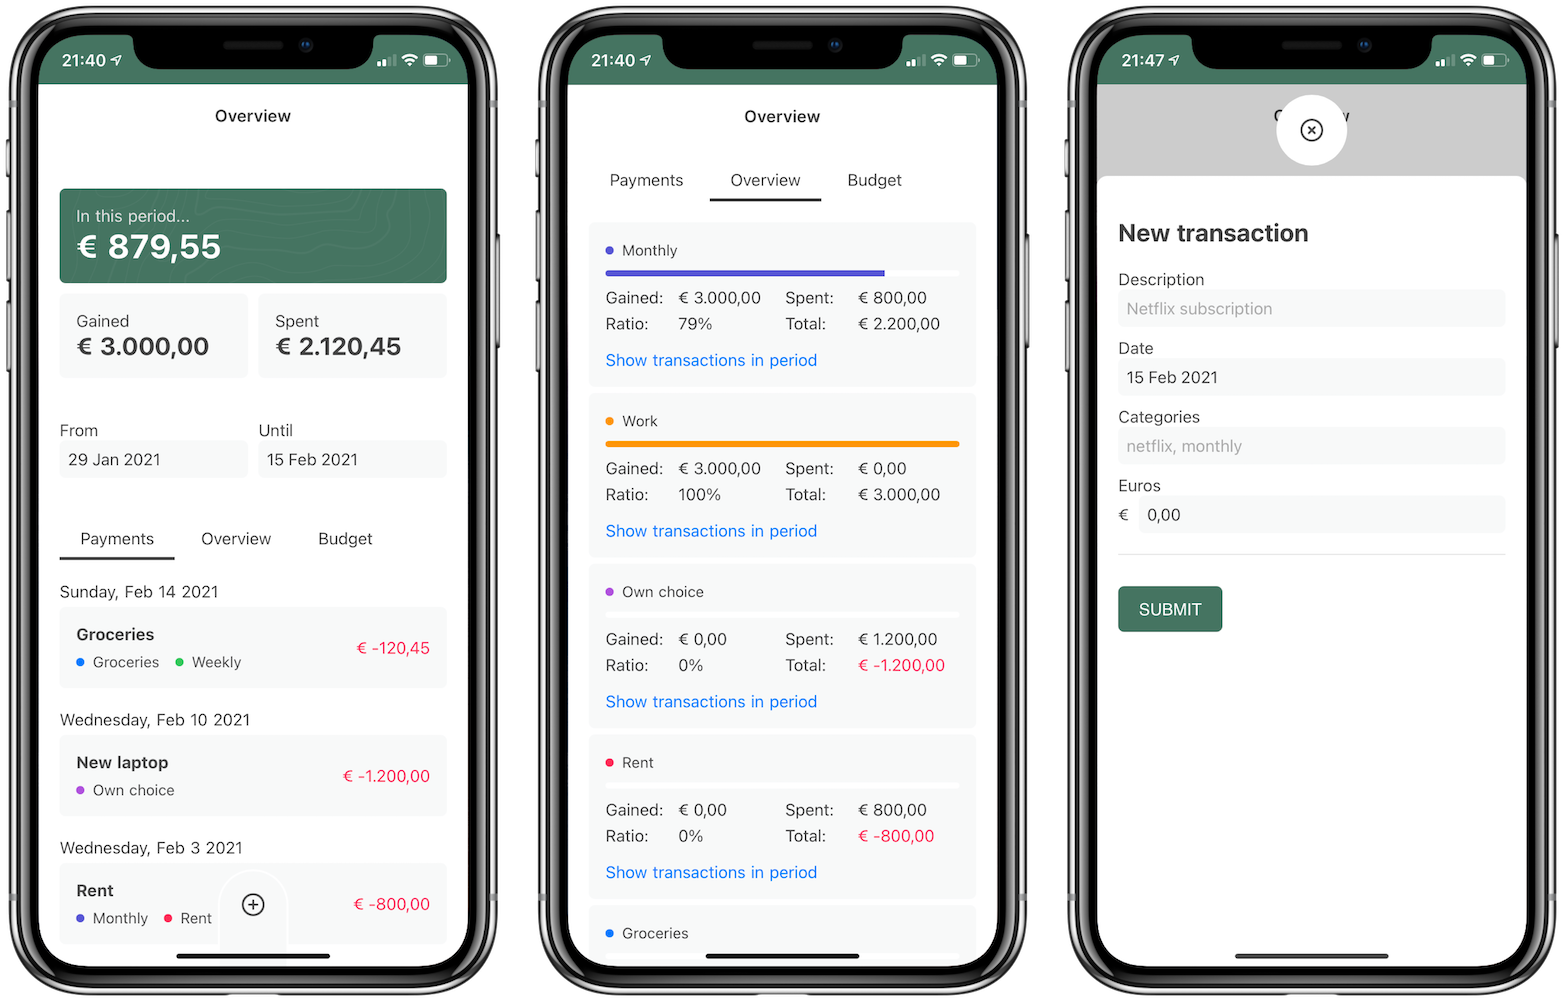 21:40
Overview
In this period...
€ 879,55
Gained
€ 3.000,00
Spent
€ 2.120,45
From
29 Jan 2021
Until
15 Feb 2021
Payments Overview Budget
Sunday, Feb 14 2021
Groceries
€ -120,45
Groceries Weekly
Wednesday, Feb 10 2021
New laptop
€ -1.200,00
Own choice
Wednesday, Feb 3 2021
Rent
€ -800,00
Monthly Rent
21:40
Overview
Payments Overview Budget
Monthly
Gained: € 3.000,00 Spent: € 800,00
Ratio: 79% Total: € 2.200,00
Show transactions in period
Work
Gained: € 3.000,00 Spent: € 0,00
Ratio: 100% Total: € 3.000,00
Show transactions in period
Own choice
Gained: € 0,00 Spent: € 1.200,00
Ratio: 0% Total: € -1.200,00
Show transactions in period
Rent
Gained: € 0,00 Spent: € 800,00
Ratio: 0% Total: € -800,00
Show transactions in period
Groceries
21:47
New transaction
Description
Netflix subscription
Date
15 Feb 2021
Categories
netflix, monthly
Euros
€ 0,00
SUBMIT